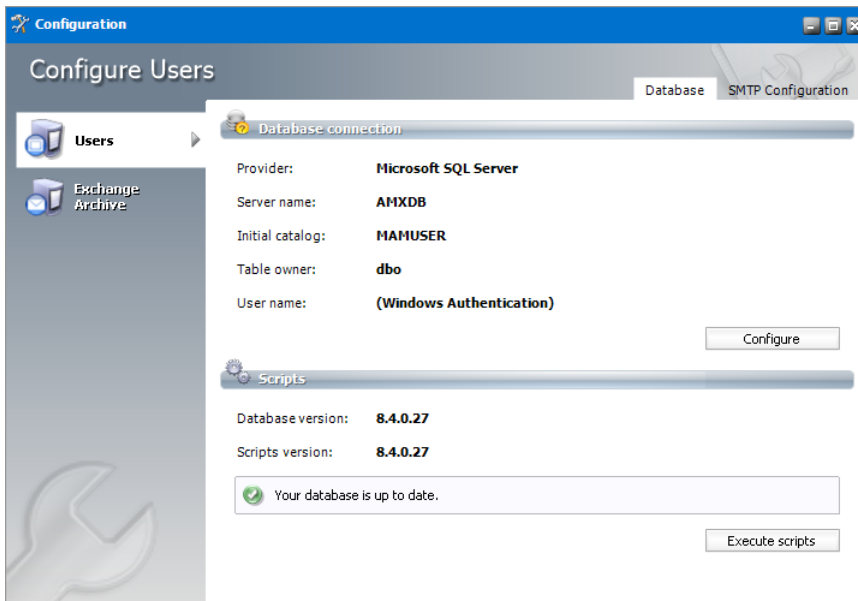 Configuration
Configure Users
Database
SMTP Configuration
Users
Exchange
Archive
Database connection
Provider: Microsoft SQL Server
Server name: AMXDB
Initial catalog: MAMUSER
Table owner: dbo
User name: (Windows Authentication)
Configure
Scripts
Database version: 8.4.0.27
Scripts version: 8.4.0.27
Your database is up to date.
Execute scripts